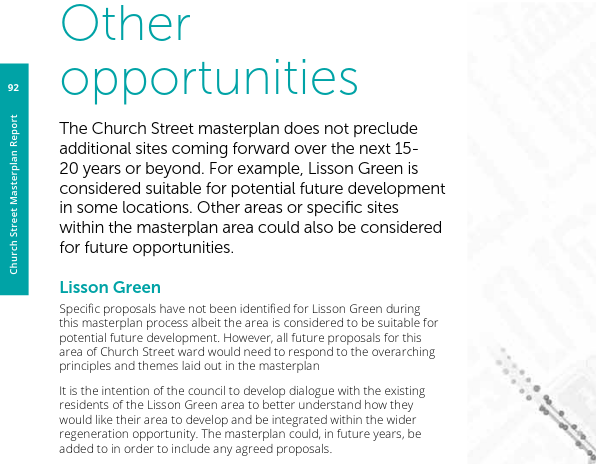 Other
opportunities
92
Church Street Masterplan Report
The Church Street masterplan does not preclude
additional sites coming forward over the next 15-
20 years or beyond. For example, Lisson Green is
considered suitable for potential future development
in some locations. Other areas or specific sites
within the masterplan area could also be considered
for future opportunities.
Lisson Green
Specific proposals have not been identified for Lisson Green during
this masterplan process albeit the area is considered to be suitable for
potential future development. However, all future proposals for this
area of Church Street ward would need to respond to the overarching
principles and themes laid out in the masterplan
It is the intention of the council to develop dialogue with the existing
residents of the Lisson Green area to better understand how they
would like their area to develop and be integrated within the wider
regeneration opportunity. The masterplan could, in future years, be
added to in order to include any agreed proposals.